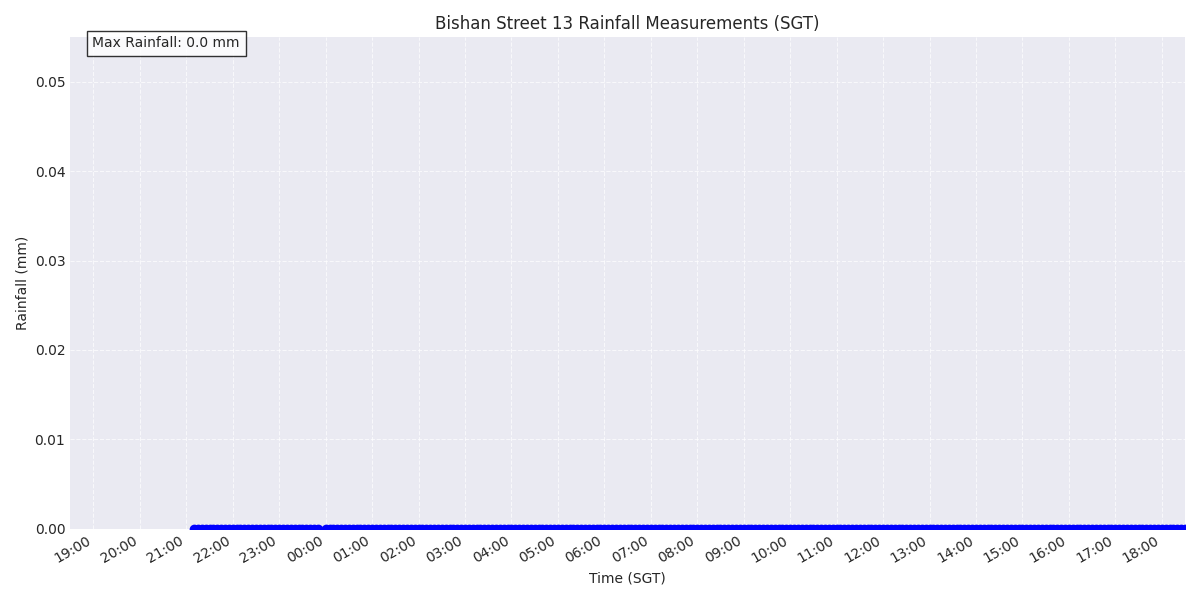 Bishan Street 13 Rainfall Measurements (SGT)
Max Rainfall: 0.0 mm
Rainfall (mm)
0.05
0.04
0.03
0.02
0.01
0.00
19:00 20:00 21:00 22:00 23:00 00:00 01:00 02:00 03:00 04:00 05:00 06:00 07:00 08:00 09:00 10:00 11:00 12:00 13:00 14:00 15:00 16:00 17:00 18:00
Time (SGT)